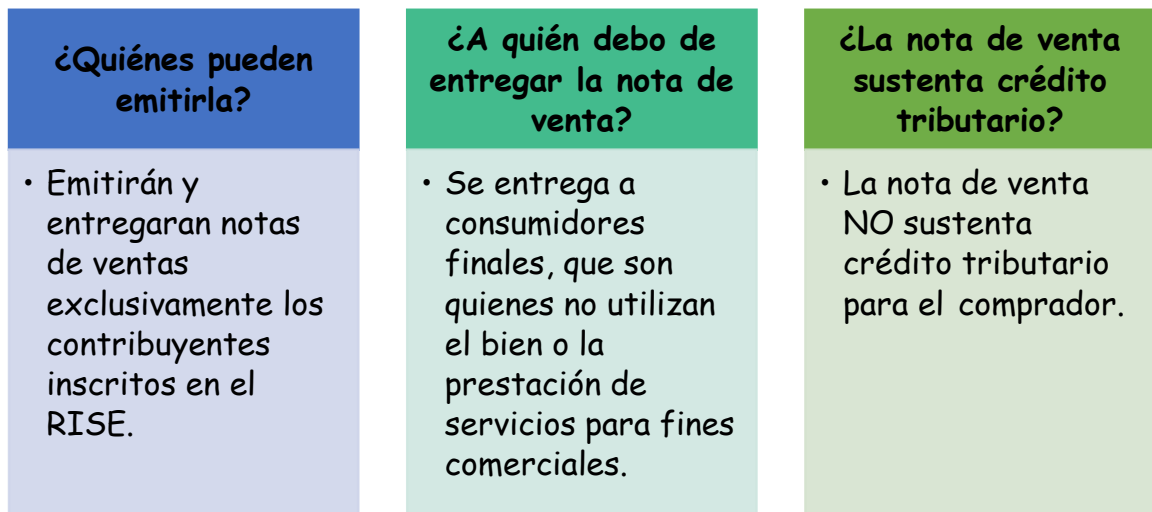 ¿Quiénes pueden
emitirla?
• Emitirán y
entregaran notas
de ventas
exclusivamente los
contribuyentes
inscritos en el
RISE.
¿A quién debo de
entregar la nota de
venta?
• Se entrega a
consumidores
finales, que son
quienes no utilizan
el bien o la
prestación de
servicios para fines
comerciales.
¿La nota de venta
sustenta crédito
tributario?
• La nota de venta
NO sustenta
crédito tributario
para el comprador.